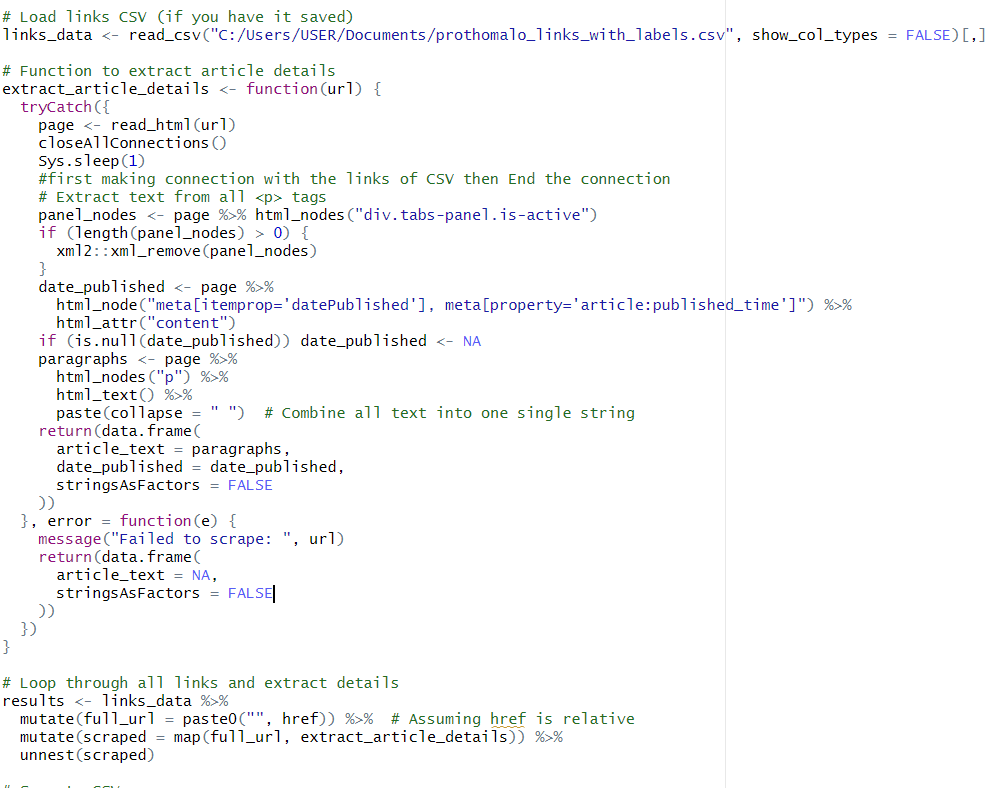 # Load links CSV (if you have it saved)
links_data <- read_csv("C:/Users/USER/Documents/prothomalo_links_with_labels.csv", show_col_types = FALSE)[,]

# Function to extract article details
extract_article_details <- function(url) {
  tryCatch({
    page <- read_html(url)
    closeAllConnections()
    Sys.sleep(1)
    #first making connection with the links of CSV then End the connection
    # Extract text from all <p> tags
    panel_nodes <- page %>% html_nodes("div.tabs-panel.is-active")
    if (length(panel_nodes) > 0) {
      xml2::xml_remove(panel_nodes)
    }
    date_published <- page %>%
      html_node("meta[itemprop='datePublished'], meta[property='article:published_time']") %>%
      html_attr("content")
    if (is.null(date_published)) date_published <- NA
    paragraphs <- page %>%
      html_nodes("p") %>%
      html_text() %>%
      paste(collapse = " ")  # Combine all text into one single string
    return(data.frame(
      article_text = paragraphs,
      date_published = date_published,
      stringsAsFactors = FALSE
    ))
  }, error = function(e) {
    message("Failed to scrape: ", url)
    return(data.frame(
      article_text = NA,
      stringsAsFactors = FALSE
    ))
  })
}

# Loop through all links and extract details
results <- links_data %>%
  mutate(full_url = paste0("", href)) %>%  # Assuming href is relative
  mutate(scraped = map(full_url, extract_article_details)) %>%
  unnest(scraped)